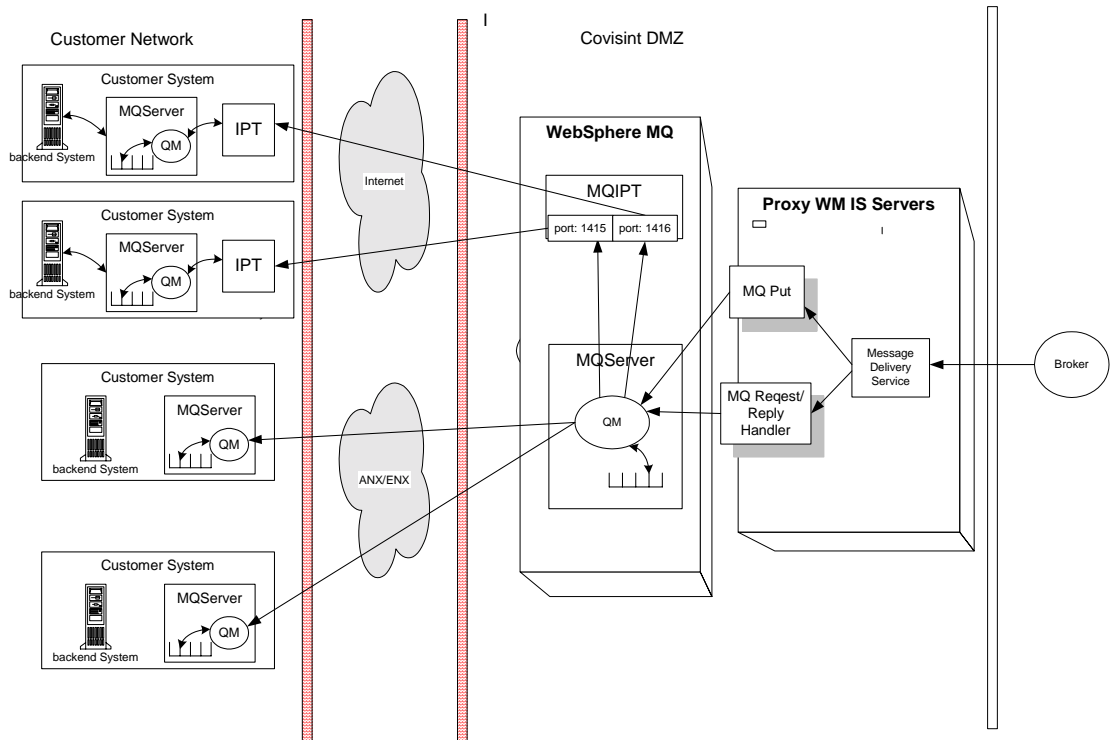 Customer Network
Covisint DMZ
Customer System
MQServer
QM
IPT
backend System
Customer System
MQServer
QM
IPT
backend System
Customer System
MQServer
QM
backend System
Customer System
MQServer
QM
backend System
Internet
ANX/ENX
WebSphere MQ
MQIPT
port: 1415
port: 1416
MQServer
QM
Proxy WM IS Servers
MQ Put
MQ Reqest/
Reply
Handler
Message
Delivery
Service
Broker